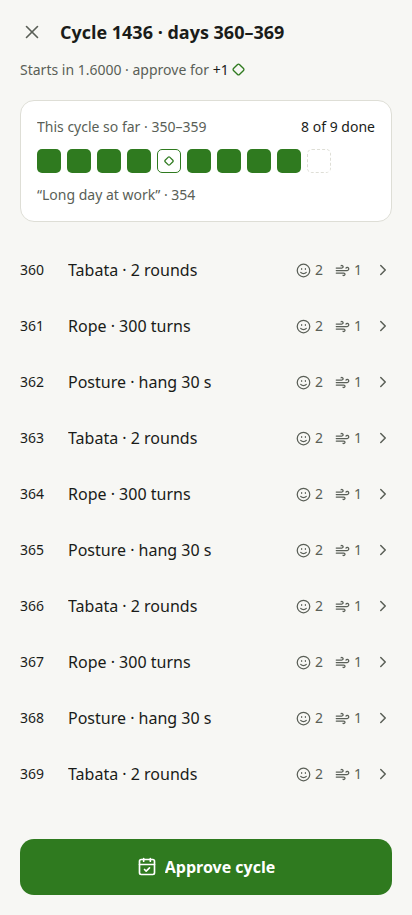 Cycle 1436 · days 360–369
Starts in 1.6000 · approve for +1
This cycle so far · 350–359 8 of 9 done
“Long day at work” · 354
360 Tabata · 2 rounds 2 1
361 Rope · 300 turns 2 1
362 Posture · hang 30 s 2 1
363 Tabata · 2 rounds 2 1
364 Rope · 300 turns 2 1
365 Posture · hang 30 s 2 1
366 Tabata · 2 rounds 2 1
367 Rope · 300 turns 2 1
368 Posture · hang 30 s 2 1
369 Tabata · 2 rounds 2 1
Approve cycle